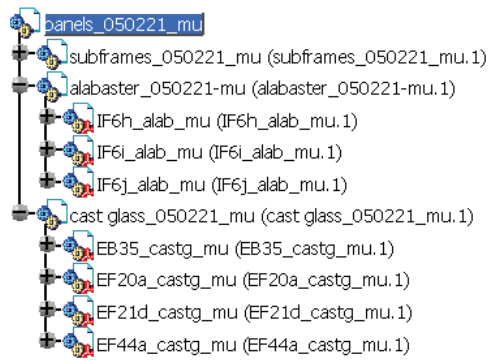 panels_050221_mu
subframes_050221_mu (subframes_050221_mu.1)
alabaster_050221-mu (alabaster_050221-mu.1)
IF6h_alab_mu (IF6h_alab_mu.1)
IF6i_alab_mu (IF6i_alab_mu.1)
IF6j_alab_mu (IF6j_alab_mu.1)
cast glass_050221_mu (cast glass_050221_mu.1)
EB35_castg_mu (EB35_castg_mu.1)
EF20a_castg_mu (EF20a_castg_mu.1)
EF21d_castg_mu (EF21d_castg_mu.1)
EF44a_castg_mu (EF44a_castg_mu.1)